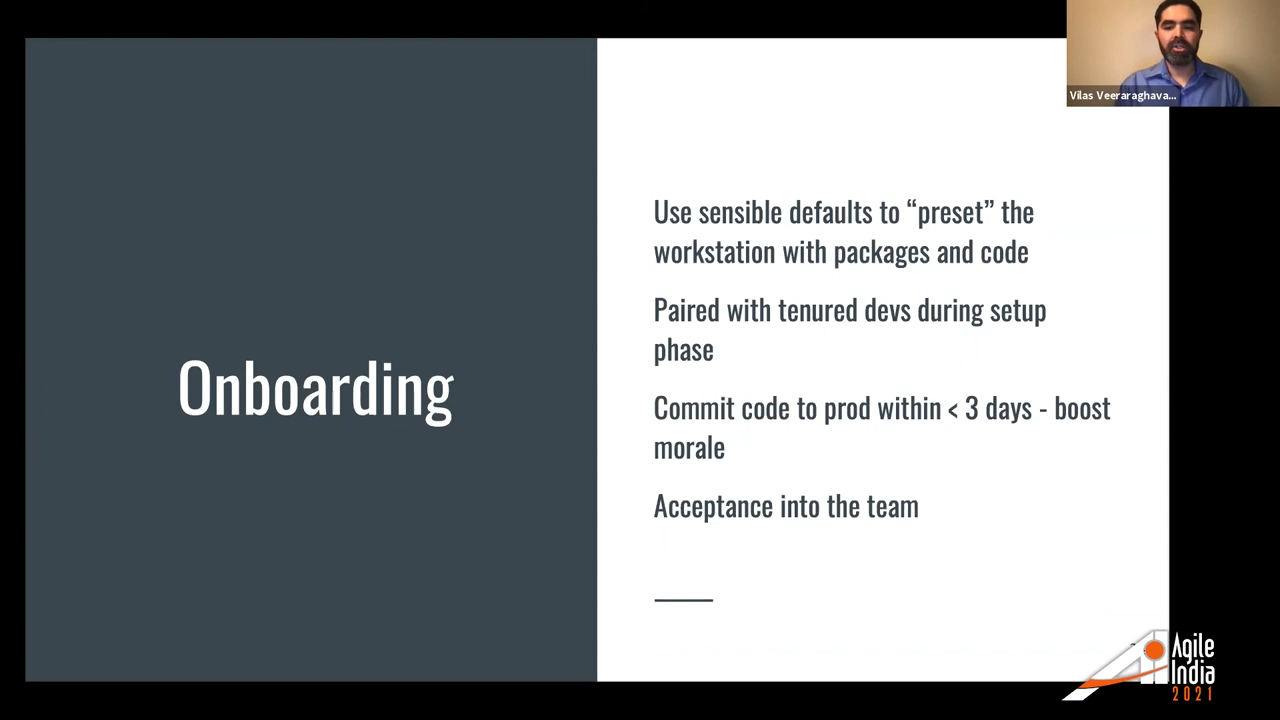 Vilas Veeraraghava...
Onboarding
Use sensible defaults to “preset” the
workstation with packages and code
Paired with tenured devs during setup
phase
Commit code to prod within < 3 days - boost
morale
Acceptance into the team
Agile
India
2021